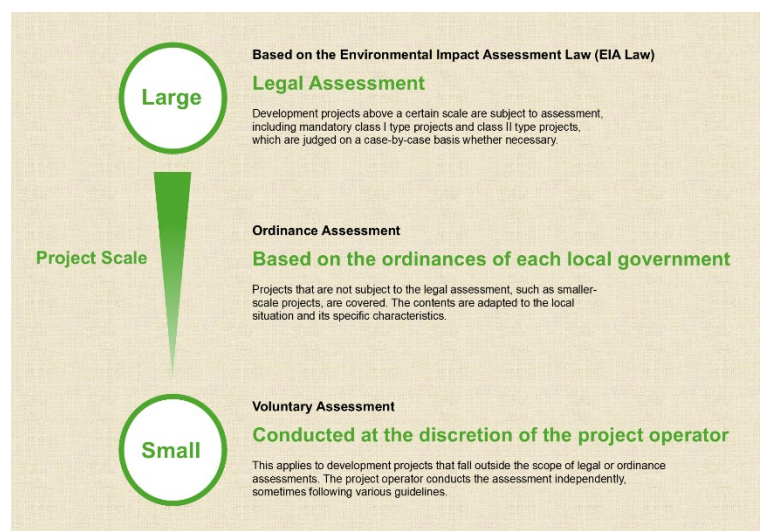 Based on the Environmental Impact Assessment Law (EIA Law)
Large
Legal Assessment
Development projects above a certain scale are subject to assessment,
including mandatory class I type projects and class II type projects,
which are judged on a case-by-case basis whether necessary.
Ordinance Assessment
Project Scale
Based on the ordinances of each local government
Projects that are not subject to the legal assessment, such as smaller-
scale projects, are covered. The contents are adapted to the local
situation and its specific characteristics.
Voluntary Assessment
Small
Conducted at the discretion of the project operator
This applies to development projects that fall outside the scope of legal or ordinance
assessments. The project operator conducts the assessment independently,
sometimes following various guidelines.